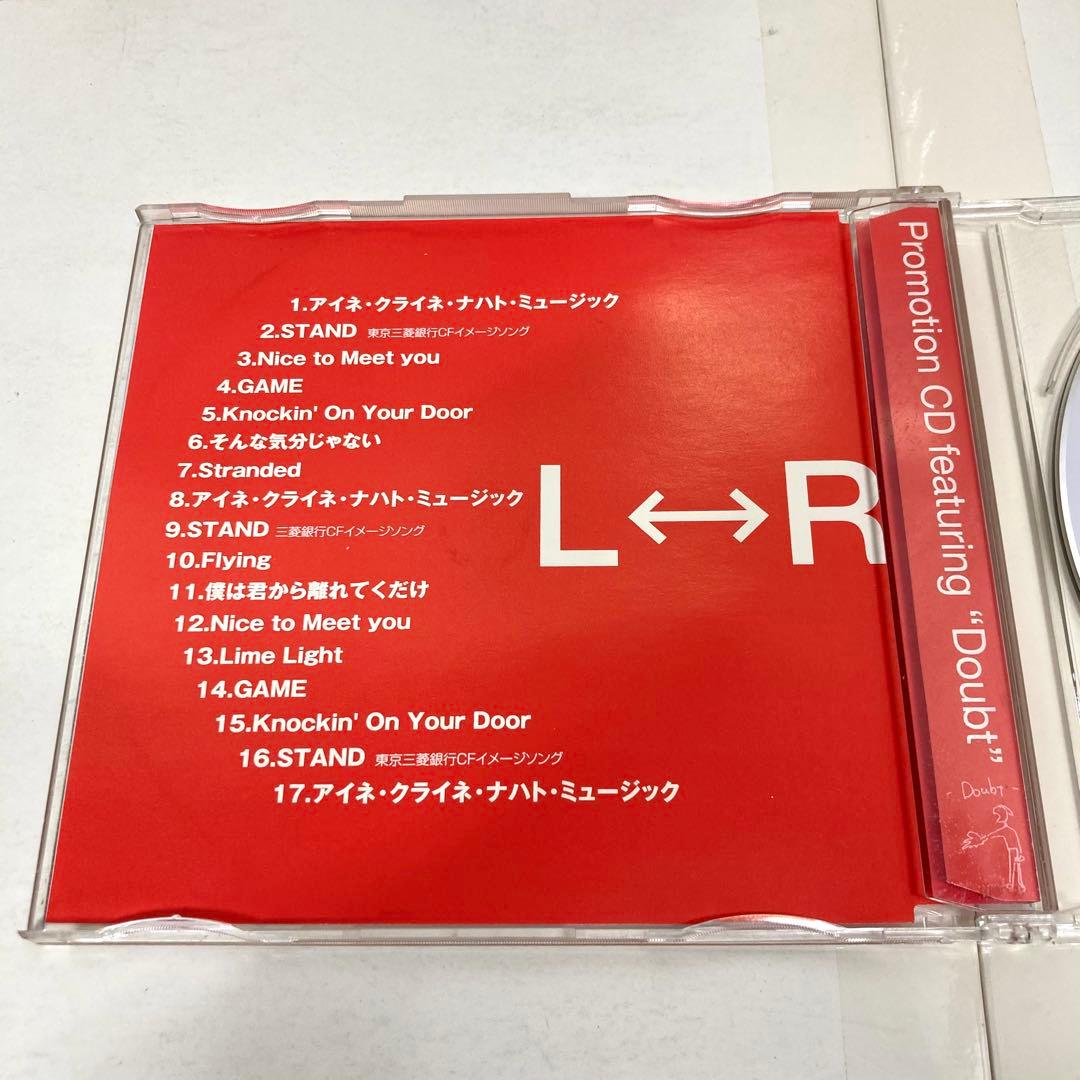 1.アイネ・クライネ・ナハト・ミュージック
2.STAND 東京三菱銀行CFイメージソング
3.Nice to Meet you
4.GAME
5.Knockin' On Your Door
6.そんな気分じゃない
7.Stranded
8.アイネ・クライネ・ナハト・ミュージック
9.STAND 三菱銀行CFイメージソング
10.Flying
11.僕は君から離れてくだけ
12.Nice to Meet you
13.Lime Light
14.GAME
15.Knockin' On Your Door
16.STAND 東京三菱銀行CFイメージソング
17.アイネ・クライネ・ナハト・ミュージック
L↔R
Promotion CD featuring “Doubt”
- Doubt -